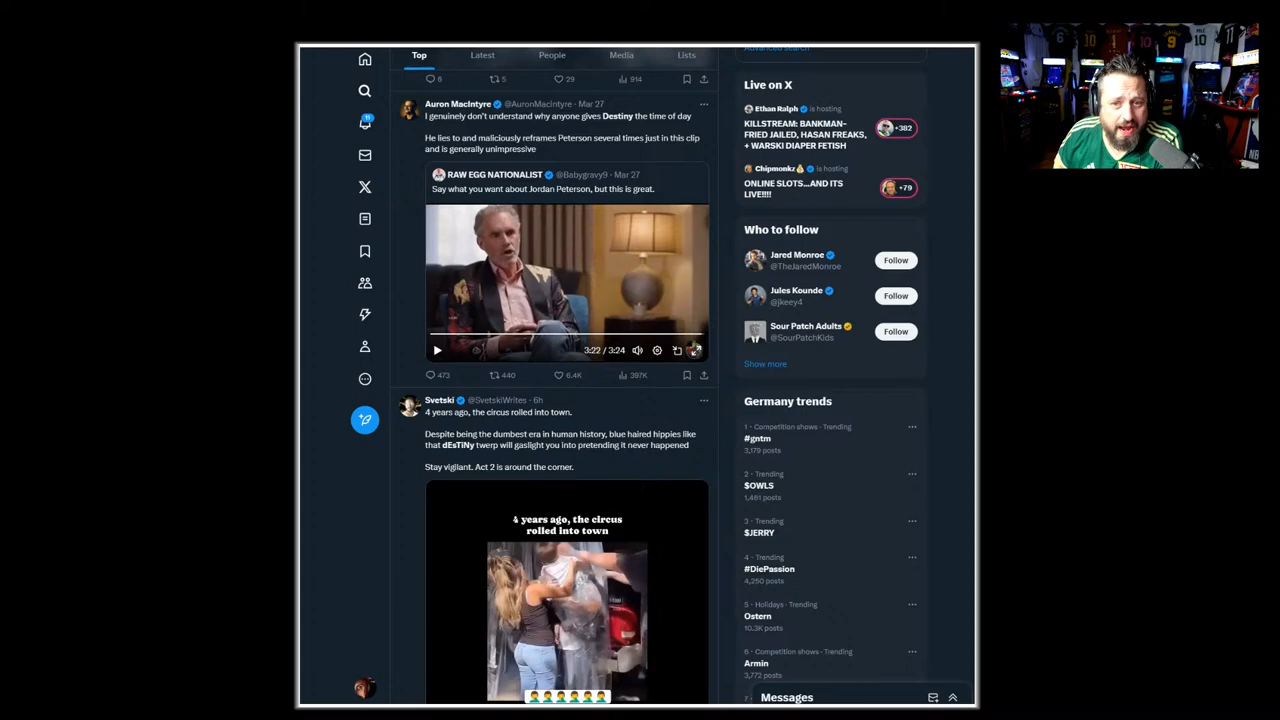 Top
Latest
People
Media
Lists
6
5
29
914
Auron MacIntyre @AuronMacIntyre · Mar 27
I genuinely don't understand why anyone gives Destiny the time of day
He lies to and maliciously reframes Peterson several times just in this clip
and is generally unimpressive
RAW EGG NATIONALIST @Babygravy9 · Mar 27
Say what you want about Jordan Peterson, but this is great.
3:22 / 3:24
473
440
6.4K
397K
Svetski @SvetskiWrites · 6h
4 years ago, the circus rolled into town.
Despite being the dumbest era in human history, blue haired hippies like
that dEsTiNy twerp will gaslight you into pretending it never happened
Stay vigilant. Act 2 is around the corner.
4 years ago, the circus
rolled into town
11
Advanced search
Live on X
Ethan Ralph is hosting
KILLSTREAM: BANKMAN-
FRIED JAILED, HASAN FREAKS,
+ WARSKI DIAPER FETISH
+382
Chipmonkz is hosting
ONLINE SLOTS...AND ITS
LIVE!!!!
+79
Who to follow
Jared Monroe
@TheJaredMonroe
Follow
Jules Kounde
@jkeey4
Follow
Sour Patch Adults
@SourPatchKids
Follow
Show more
Germany trends
1 · Competition shows · Trending
#gntm
3,179 posts
2 · Trending
$OWLS
1,461 posts
3 · Trending
$JERRY
4 · Trending
#DiePassion
4,250 posts
5 · Holidays · Trending
Ostern
10.3K posts
6 · Competition shows · Trending
Armin
3,772 posts
Messages
6
10
9
10
11